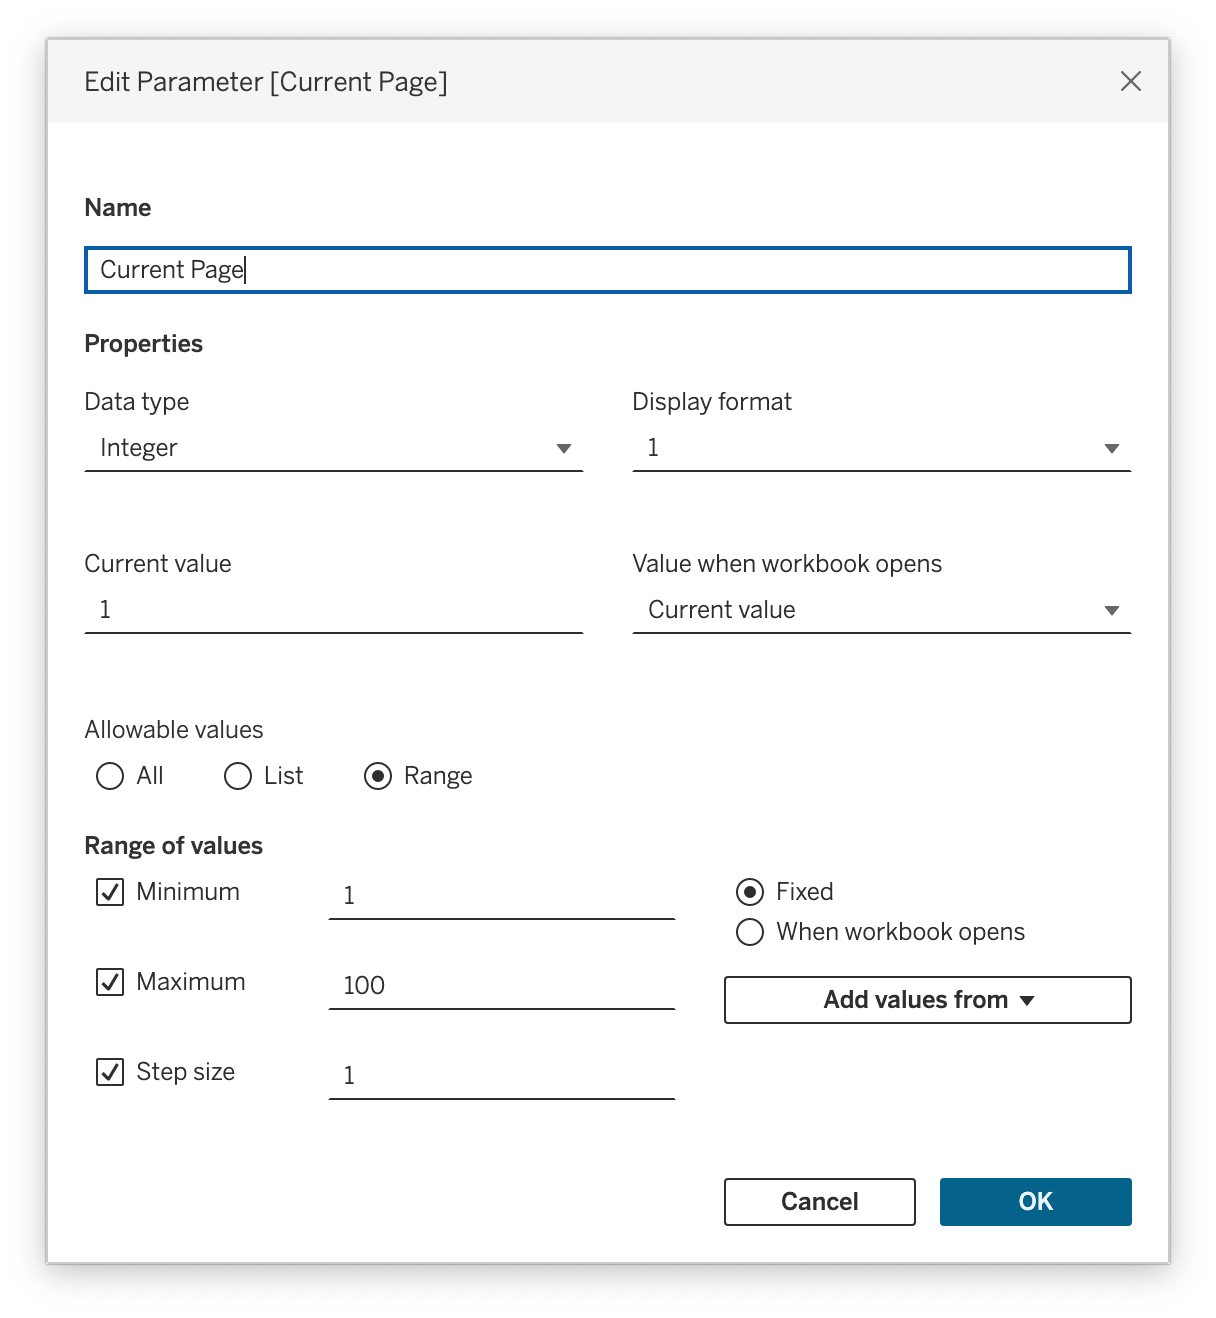 Edit Parameter [Current Page]
Name
Current Page
Properties
Data type
Display format
Integer
1
Current value
Value when workbook opens
1
Current value
Allowable values
All List Range
Range of values
Minimum 1 Fixed
When workbook opens
Maximum 100 Add values from
Step size 1
Cancel OK